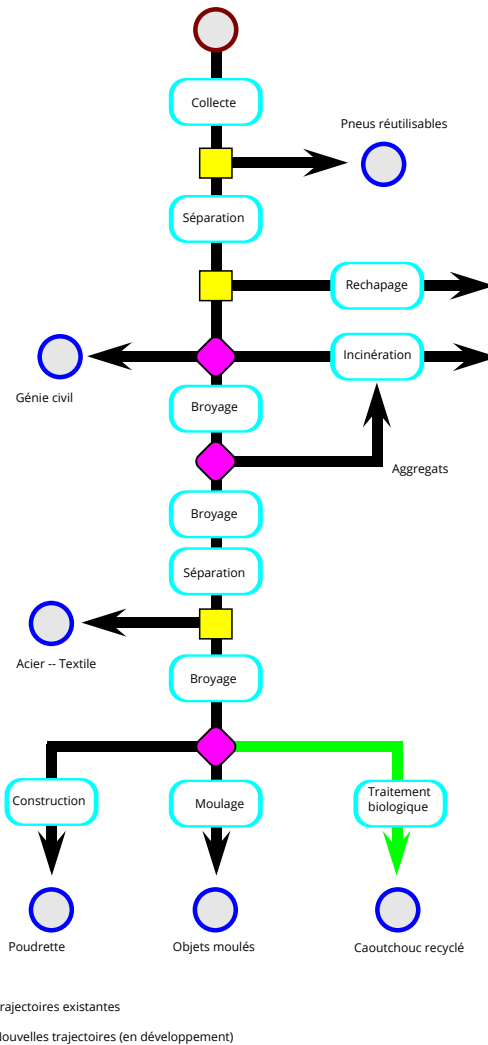 Collecte
Pneus réutilisables
Séparation
Rechapage
Incinération
Génie civil
Broyage
Aggregats
Broyage
Séparation
Acier -- Textile
Broyage
Construction
Moulage
Traitement
biologique
Poudrette
Objets moulés
Caoutchouc recyclé
rajectoires existantes
Nouvelles trajectoires (en développement)